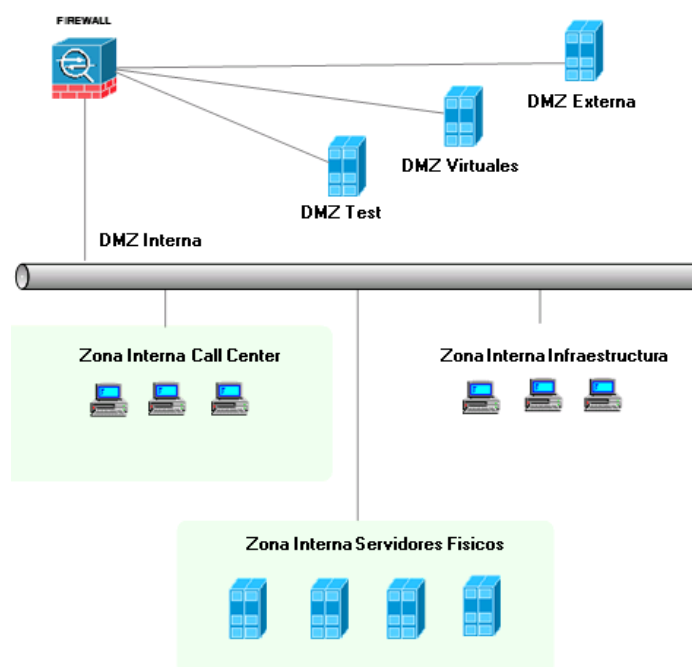 FIREWALL
DMZ Externa
DMZ Virtuales
DMZ Test
DMZ Interna
Zona Interna Call Center
Zona Interna Infraestructura
Zona Interna Servidores Fisicos